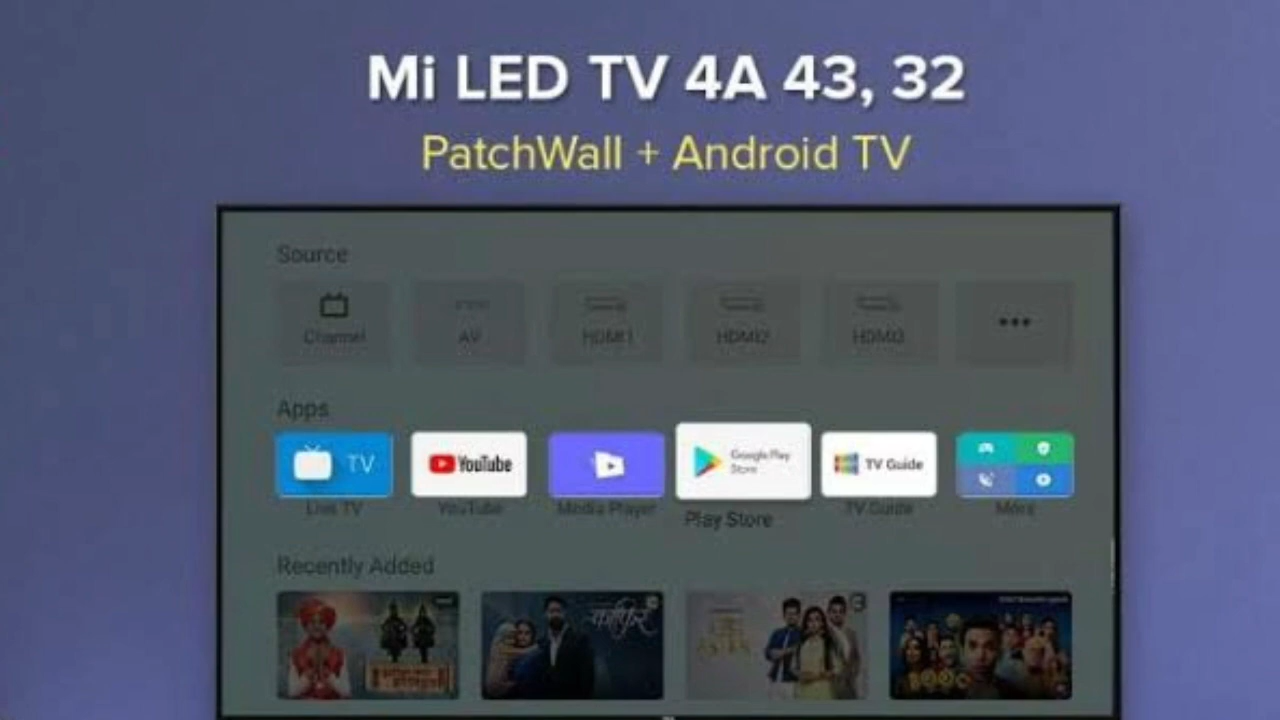 Mi LED TV 4A 43, 32
PatchWall + Android TV
Source
Channel AV HDMI1 HDMI2 HDMI3
Apps
TV YouTube Google Play Store TV Guide
Live TV YouTube Media Player Play Store TV Guide More
Recently Added
काफ़िर